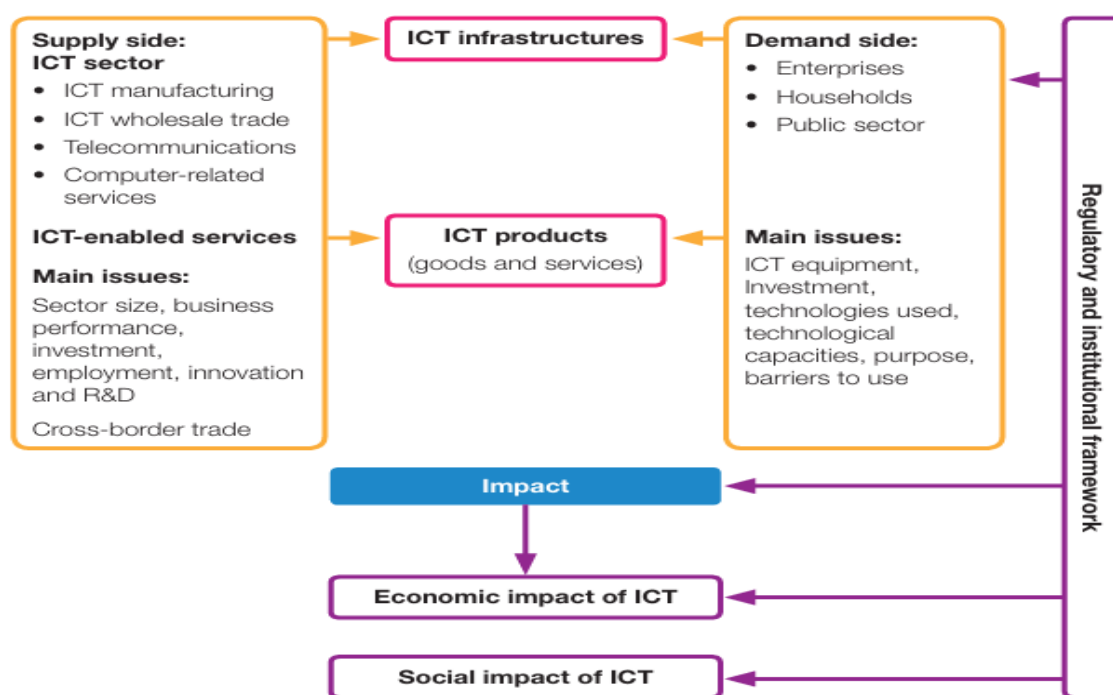 Supply side:
ICT sector
• ICT manufacturing
• ICT wholesale trade
• Telecommunications
• Computer-related
services
ICT-enabled services
Main issues:
Sector size, business
performance,
investment,
employment, innovation
and R&D
Cross-border trade
ICT infrastructures
ICT products
(goods and services)
Demand side:
• Enterprises
• Households
• Public sector
Main issues:
ICT equipment,
Investment,
technologies used,
technological
capacities, purpose,
barriers to use
Regulatory and institutional framework
Impact
Economic impact of ICT
Social impact of ICT